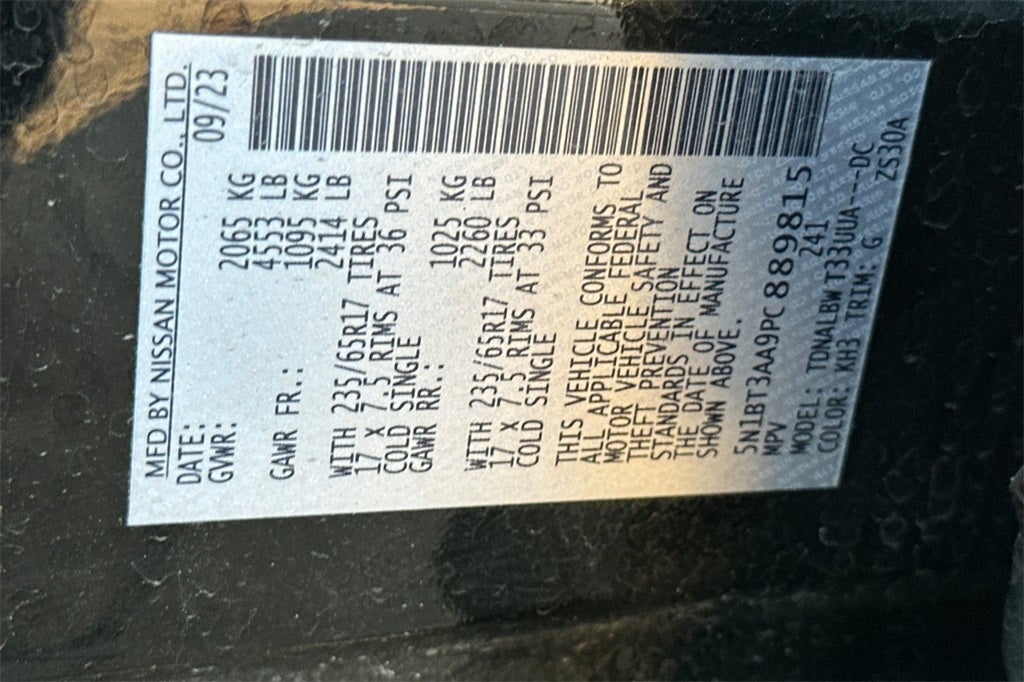 MFD BY NISSAN MOTOR CO., LTD.
DATE: 09/23
GVWR: 2065 KG
4553 LB
GAWR FR.: 1095 KG
2414 LB
WITH 235/65R17 TIRES
17 X 7.5 RIMS AT 36 PSI
COLD SINGLE
GAWR RR.: 1025 KG
2260 LB
WITH 235/65R17 TIRES
17 X 7.5 RIMS AT 33 PSI
COLD SINGLE
THIS VEHICLE CONFORMS TO
ALL APPLICABLE FEDERAL
MOTOR VEHICLE SAFETY AND
THEFT PREVENTION
STANDARDS IN EFFECT ON
THE DATE OF MANUFACTURE
SHOWN ABOVE.
5N1BT3AA9PC889815
MPV 241
MODEL: TDNALBWT33UUA---DC
COLOR: KH3 TRIM: G ZS30A